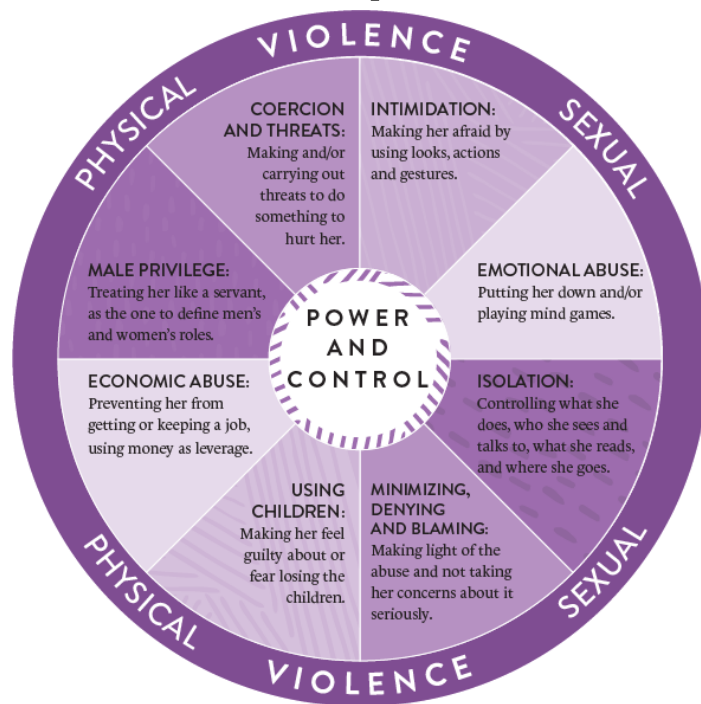 VIOLENCE
PHYSICAL
SEXUAL
COERCION
AND THREATS:
Making and/or
carrying out
threats to do
something to
hurt her.
INTIMIDATION:
Making her afraid by
using looks, actions
and gestures.
MALE PRIVILEGE:
Treating her like a servant,
as the one to define men's
and women's roles.
EMOTIONAL ABUSE:
Putting her down and/or
playing mind games.
POWER
AND
CONTROL
ECONOMIC ABUSE:
Preventing her from
getting or keeping a job,
using money as leverage.
ISOLATION:
Controlling what she
does, who she sees and
talks to, what she reads,
and where she goes.
USING
CHILDREN:
Making her feel
guilty about or
fear losing the
children.
MINIMIZING,
DENYING
AND BLAMING:
Making light of the
abuse and not taking
her concerns about it
seriously.
PHYSICAL
SEXUAL
VIOLENCE